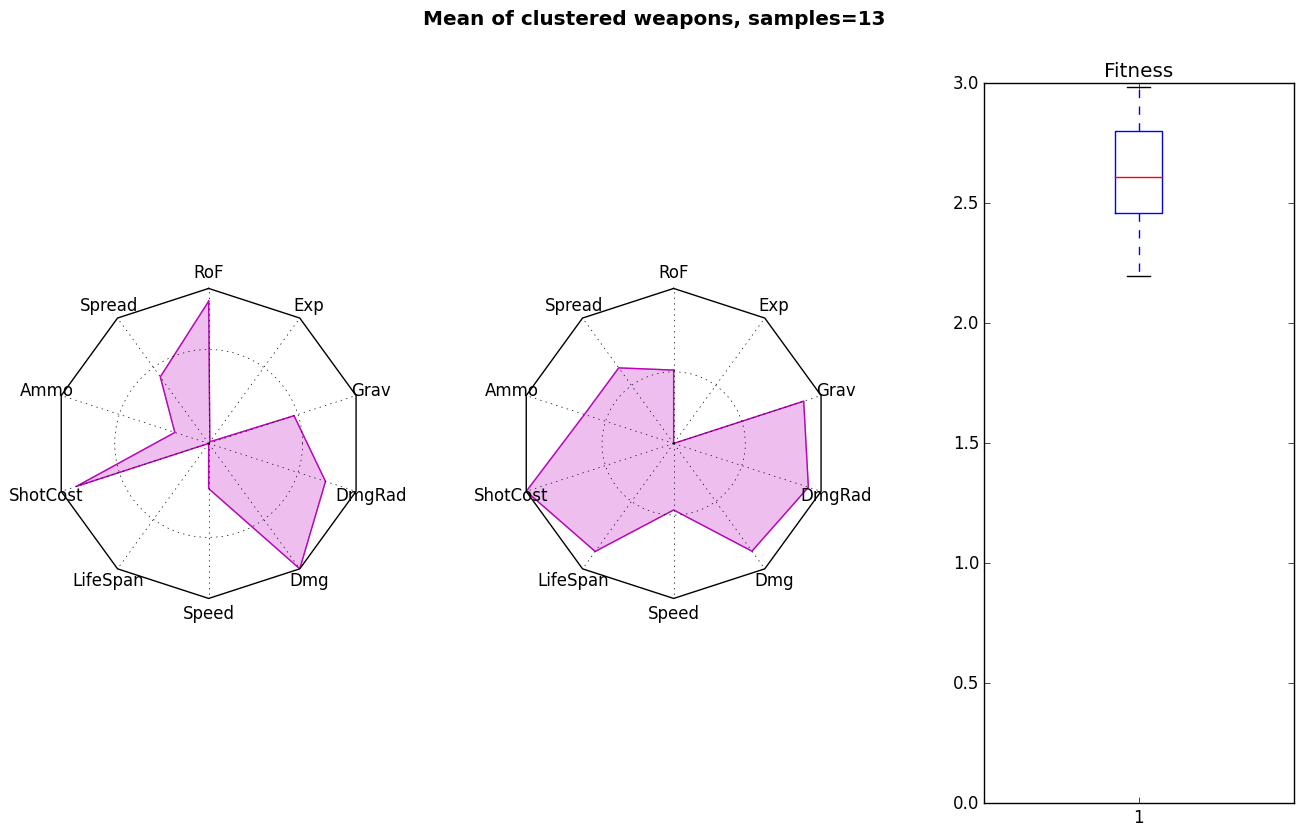 Mean of clustered weapons, samples=13
RoF
Exp
Grav
DmgRad
Dmg
Speed
LifeSpan
ShotCost
Ammo
Spread
RoF
Exp
Grav
DmgRad
Dmg
Speed
LifeSpan
ShotCost
Ammo
Spread
Fitness
3.0
2.5
2.0
1.5
1.0
0.5
0.0
1